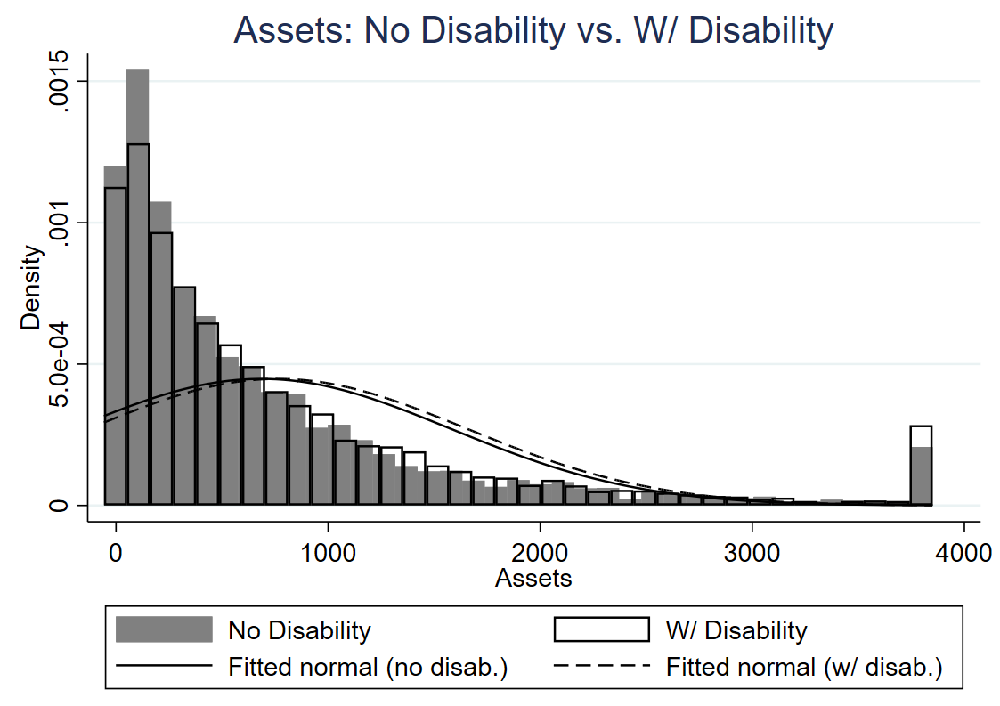 Assets: No Disability vs. W/ Disability
.0015
.001
5.0e-04
0
Density
0 1000 2000 3000 4000
Assets
No Disability W/ Disability
Fitted normal (no disab.) Fitted normal (w/ disab.)